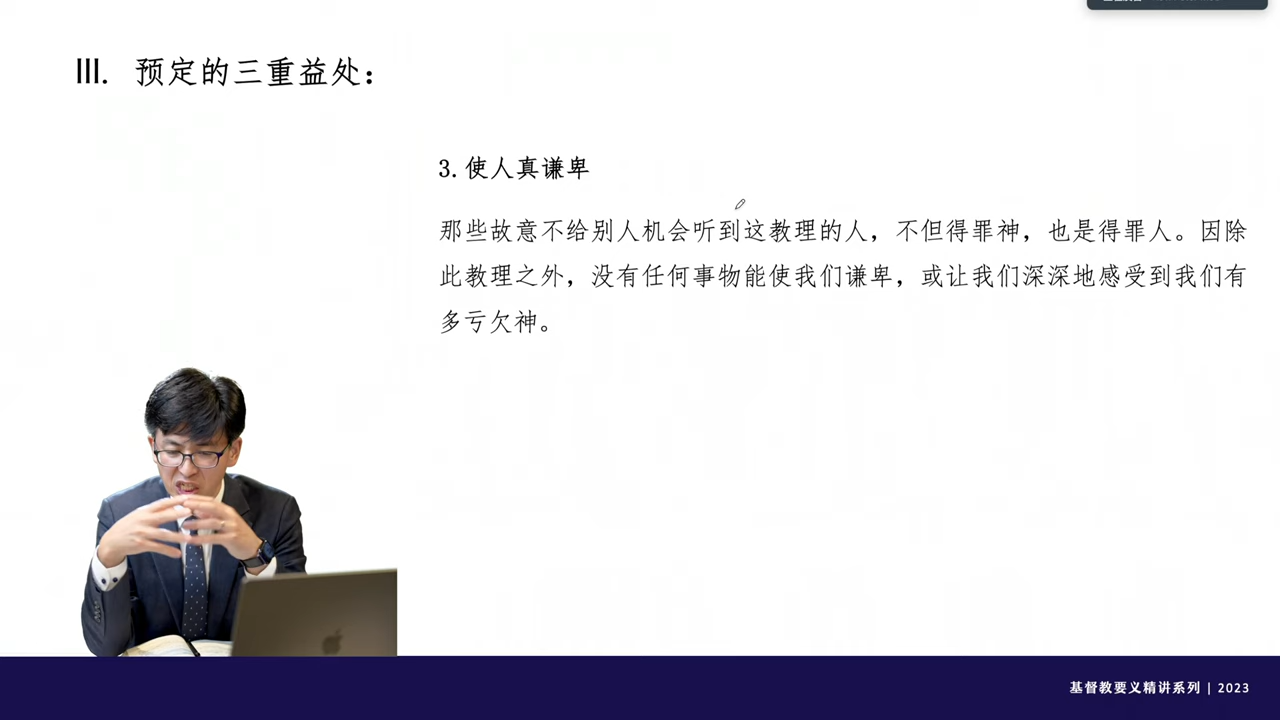 III. 预定的三重益处：
3. 使人真谦卑
那些故意不给别人机会听到这教理的人，不但得罪神，也是得罪人。因除
此教理之外，没有任何事物能使我们谦卑，或让我们深深地感受到我们有
多亏欠神。
基督教要义精讲系列 | 2023